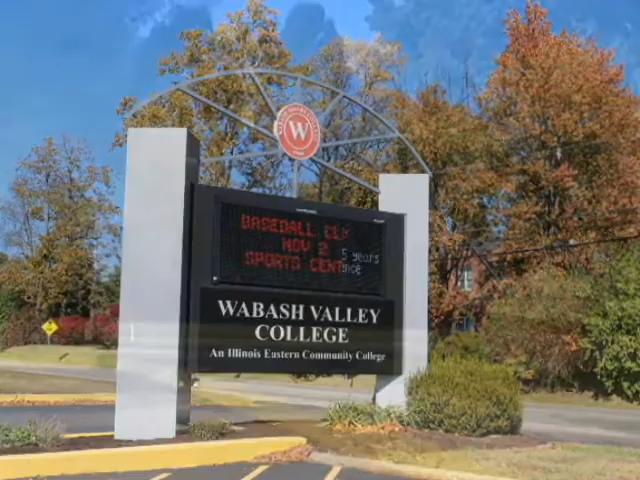 W
BASEBALL CL
NOV 2
5 years
SPORTS CENT
WABASH VALLEY
COLLEGE
An Illinois Eastern Community College